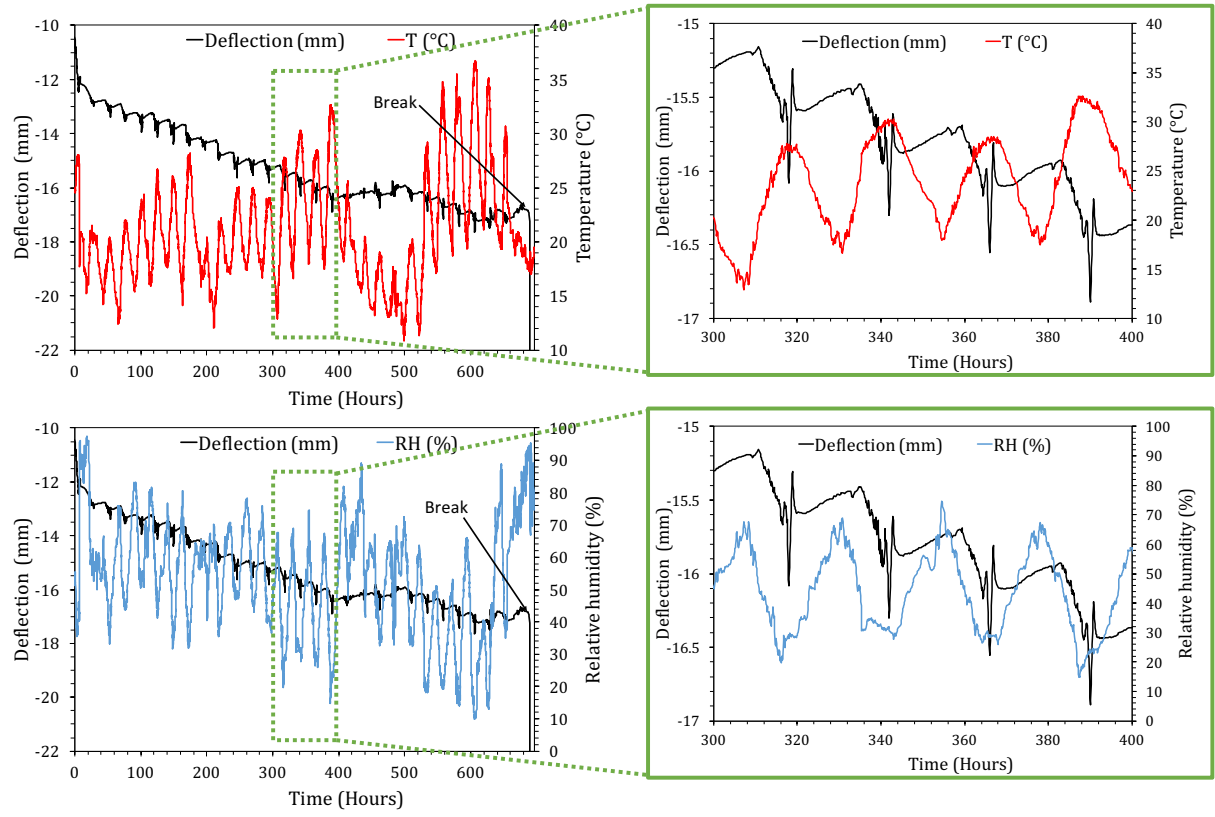 Deflection (mm) T (°C)
-10
-12
-14
-16
-18
-20
-22
Deflection (mm)
40
35
30
25
20
15
10
Temperature (°C)
Break
0 100 200 300 400 500 600
Time (Hours)
Deflection (mm) T (°C)
-15
-15.5
-16
-16.5
-17
Deflection (mm)
40
35
30
25
20
15
10
Temperature (°C)
300 320 340 360 380 400
Time (Hours)
Deflection (mm) RH (%)
-10
-12
-14
-16
-18
-20
-22
Deflection (mm)
100
90
80
70
60
50
40
30
20
10
0
Relative humidity (%)
Break
0 100 200 300 400 500 600
Time (Hours)
Deflection (mm) RH (%)
-15
-15.5
-16
-16.5
-17
Deflection (mm)
100
90
80
70
60
50
40
30
20
10
0
Relative humidity (%)
300 320 340 360 380 400
Time (Hours)